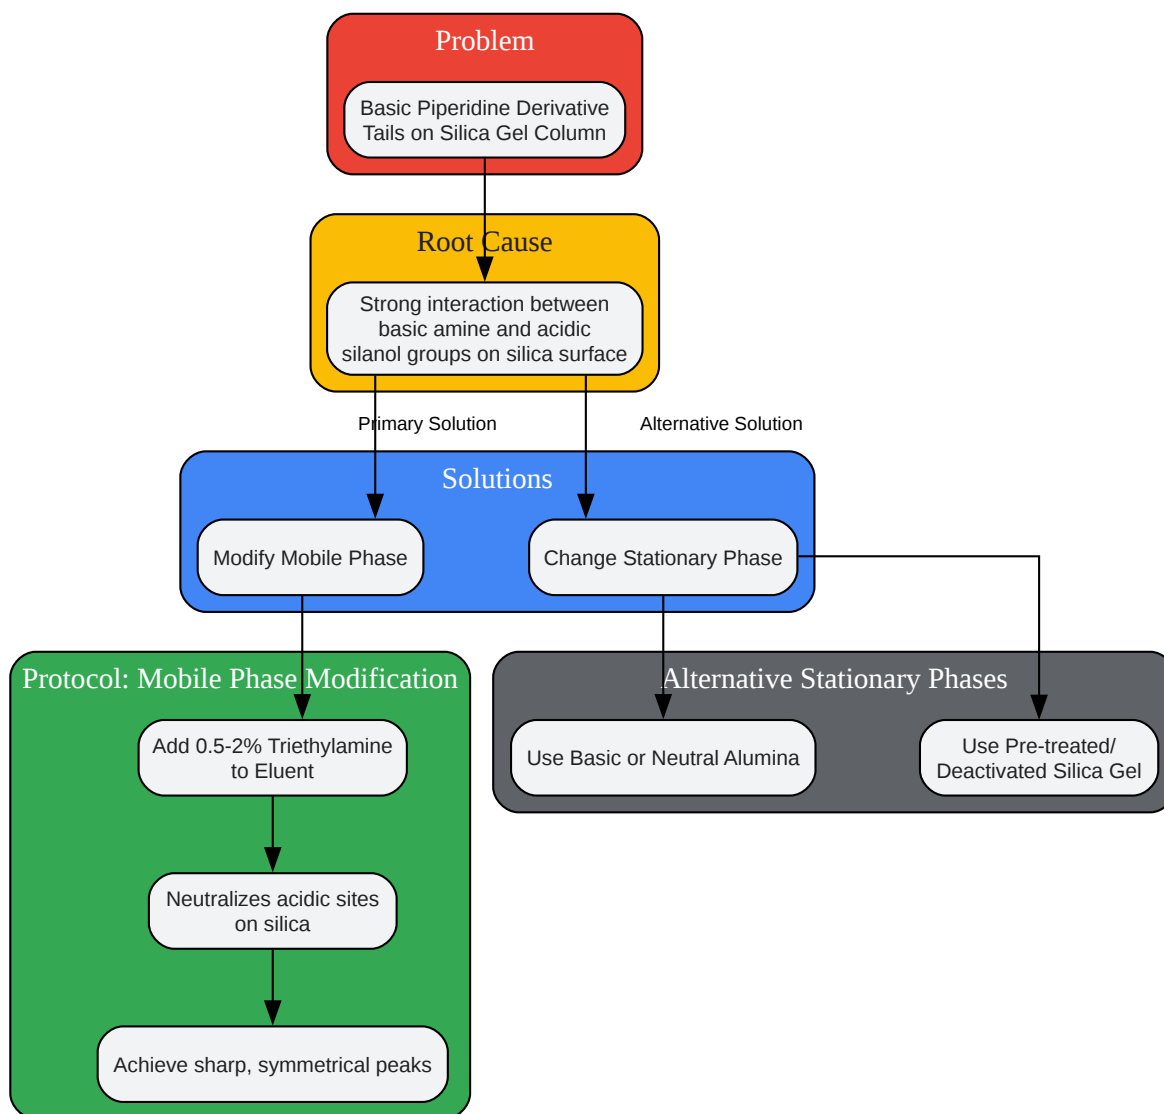 Problem
Basic Piperidine Derivative
Tails on Silica Gel Column
Root Cause
Strong interaction between
basic amine and acidic
silanol groups on silica surface
Primary Solution
Alternative Solution
Solutions
Modify Mobile Phase
Change Stationary Phase
Protocol: Mobile Phase Modification
Add 0.5-2% Triethylamine
to Eluent
Neutralizes acidic sites
on silica
Achieve sharp, symmetrical peaks
Alternative Stationary Phases
Use Basic or Neutral Alumina
Use Pre-treated/
Deactivated Silica Gel